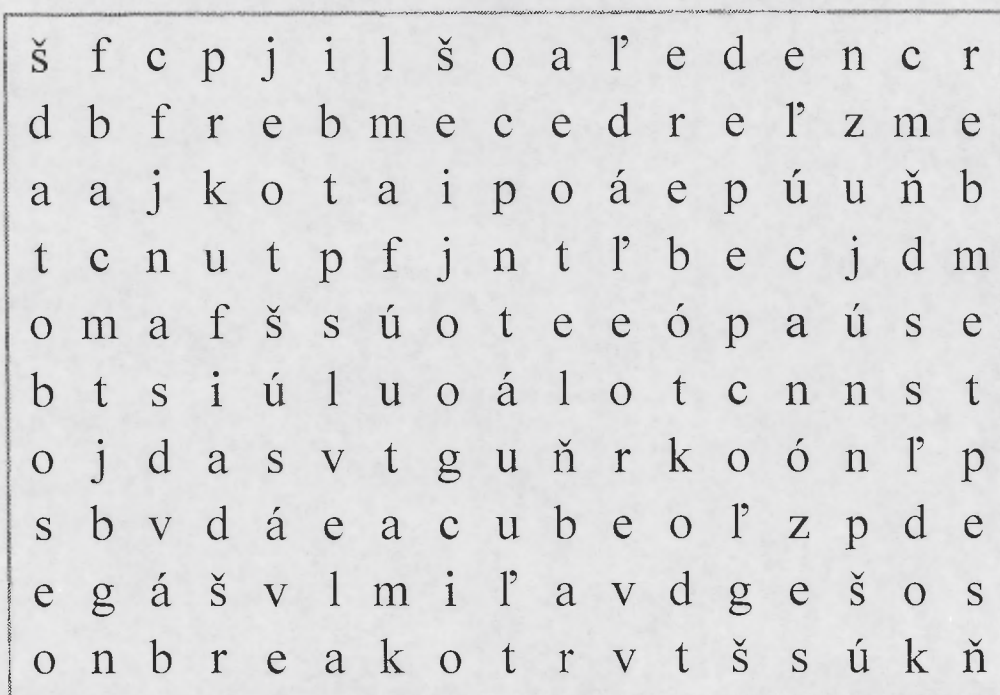 š f c p j i l š o a ľ e d e n c r
d b f r e b m e c e d r e ľ z m e
a a j k o t a i p o á e p ú u ň b
t c n u t p f j n t ľ b e c j d m
o m a f š s ú o t e e ó p a ú s e
b t s i ú l u o á l o t c n n s t
o j d a s v t g u ň r k o ó n ľ p
s b v d á e a c u b e o ľ z p d e
e g á š v l m i ľ a v d g e š o s
o n b r e a k o t r v t š s ú k ň